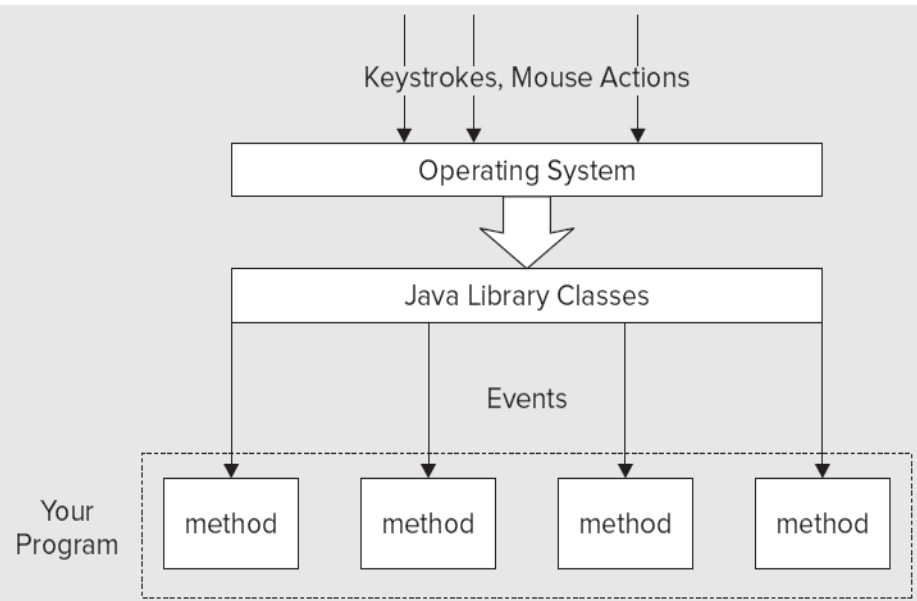 Keystrokes, Mouse Actions
Operating System
Java Library Classes
Events
Your
Program
method
method
method
method